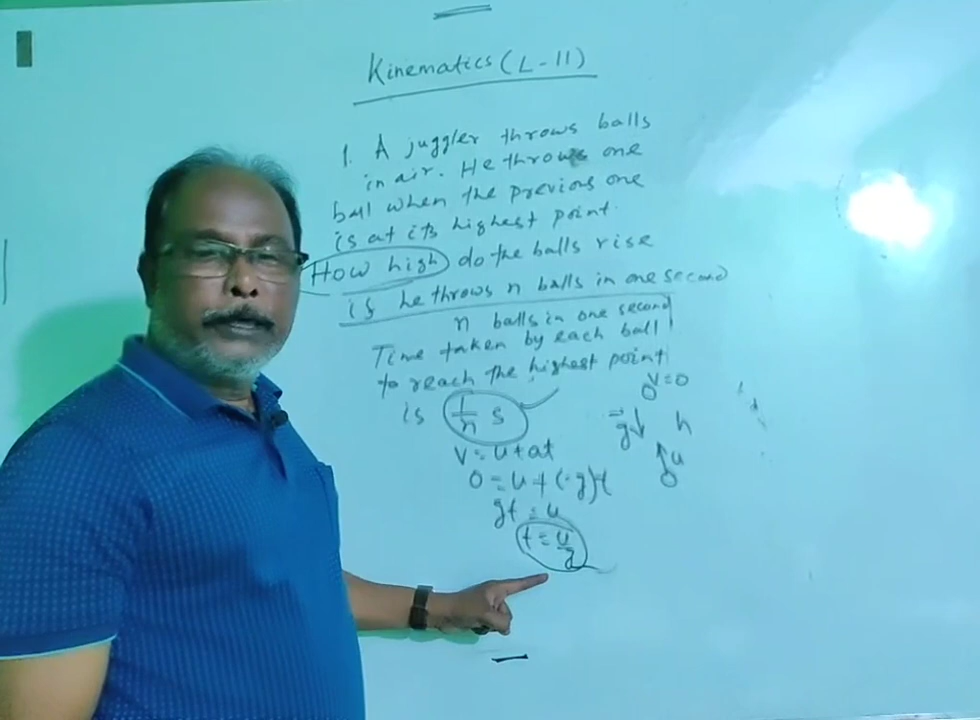 Kinematics (L-11)
1. A juggler throws balls
in air. He throws one
ball when the previous one
is at its highest point.
How high do the balls rise
if he throws n balls in one second
n balls in one second
Time taken by each ball
to reach the highest point
is 1/n s
v = 0
g h
u
v = u + at
0 = u + (-g)t
gt = u
t = u/g